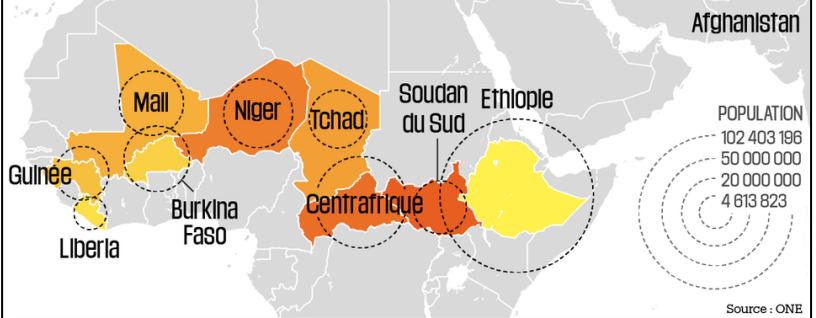 Afghanistan
Soudan
du Sud
Ethiopie
Mali
Niger
Tchad
POPULATION
102 403 196
50 000 000
20 000 000
4 613 823
Guinée
Centrafrique
Burkina
Faso
Liberia
Source : ONE